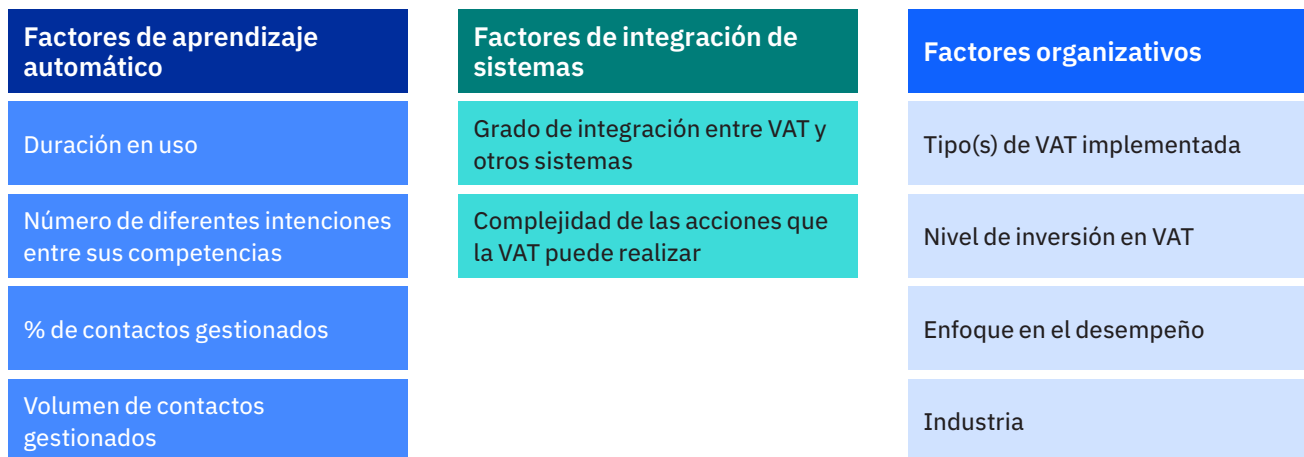 Factores de aprendizaje
automático
Duración en uso
Número de diferentes intenciones
entre sus competencias
% de contactos gestionados
Volumen de contactos
gestionados
Factores de integración de
sistemas
Grado de integración entre VAT y
otros sistemas
Complejidad de las acciones que
la VAT puede realizar
Factores organizativos
Tipo(s) de VAT implementada
Nivel de inversión en VAT
Enfoque en el desempeño
Industria